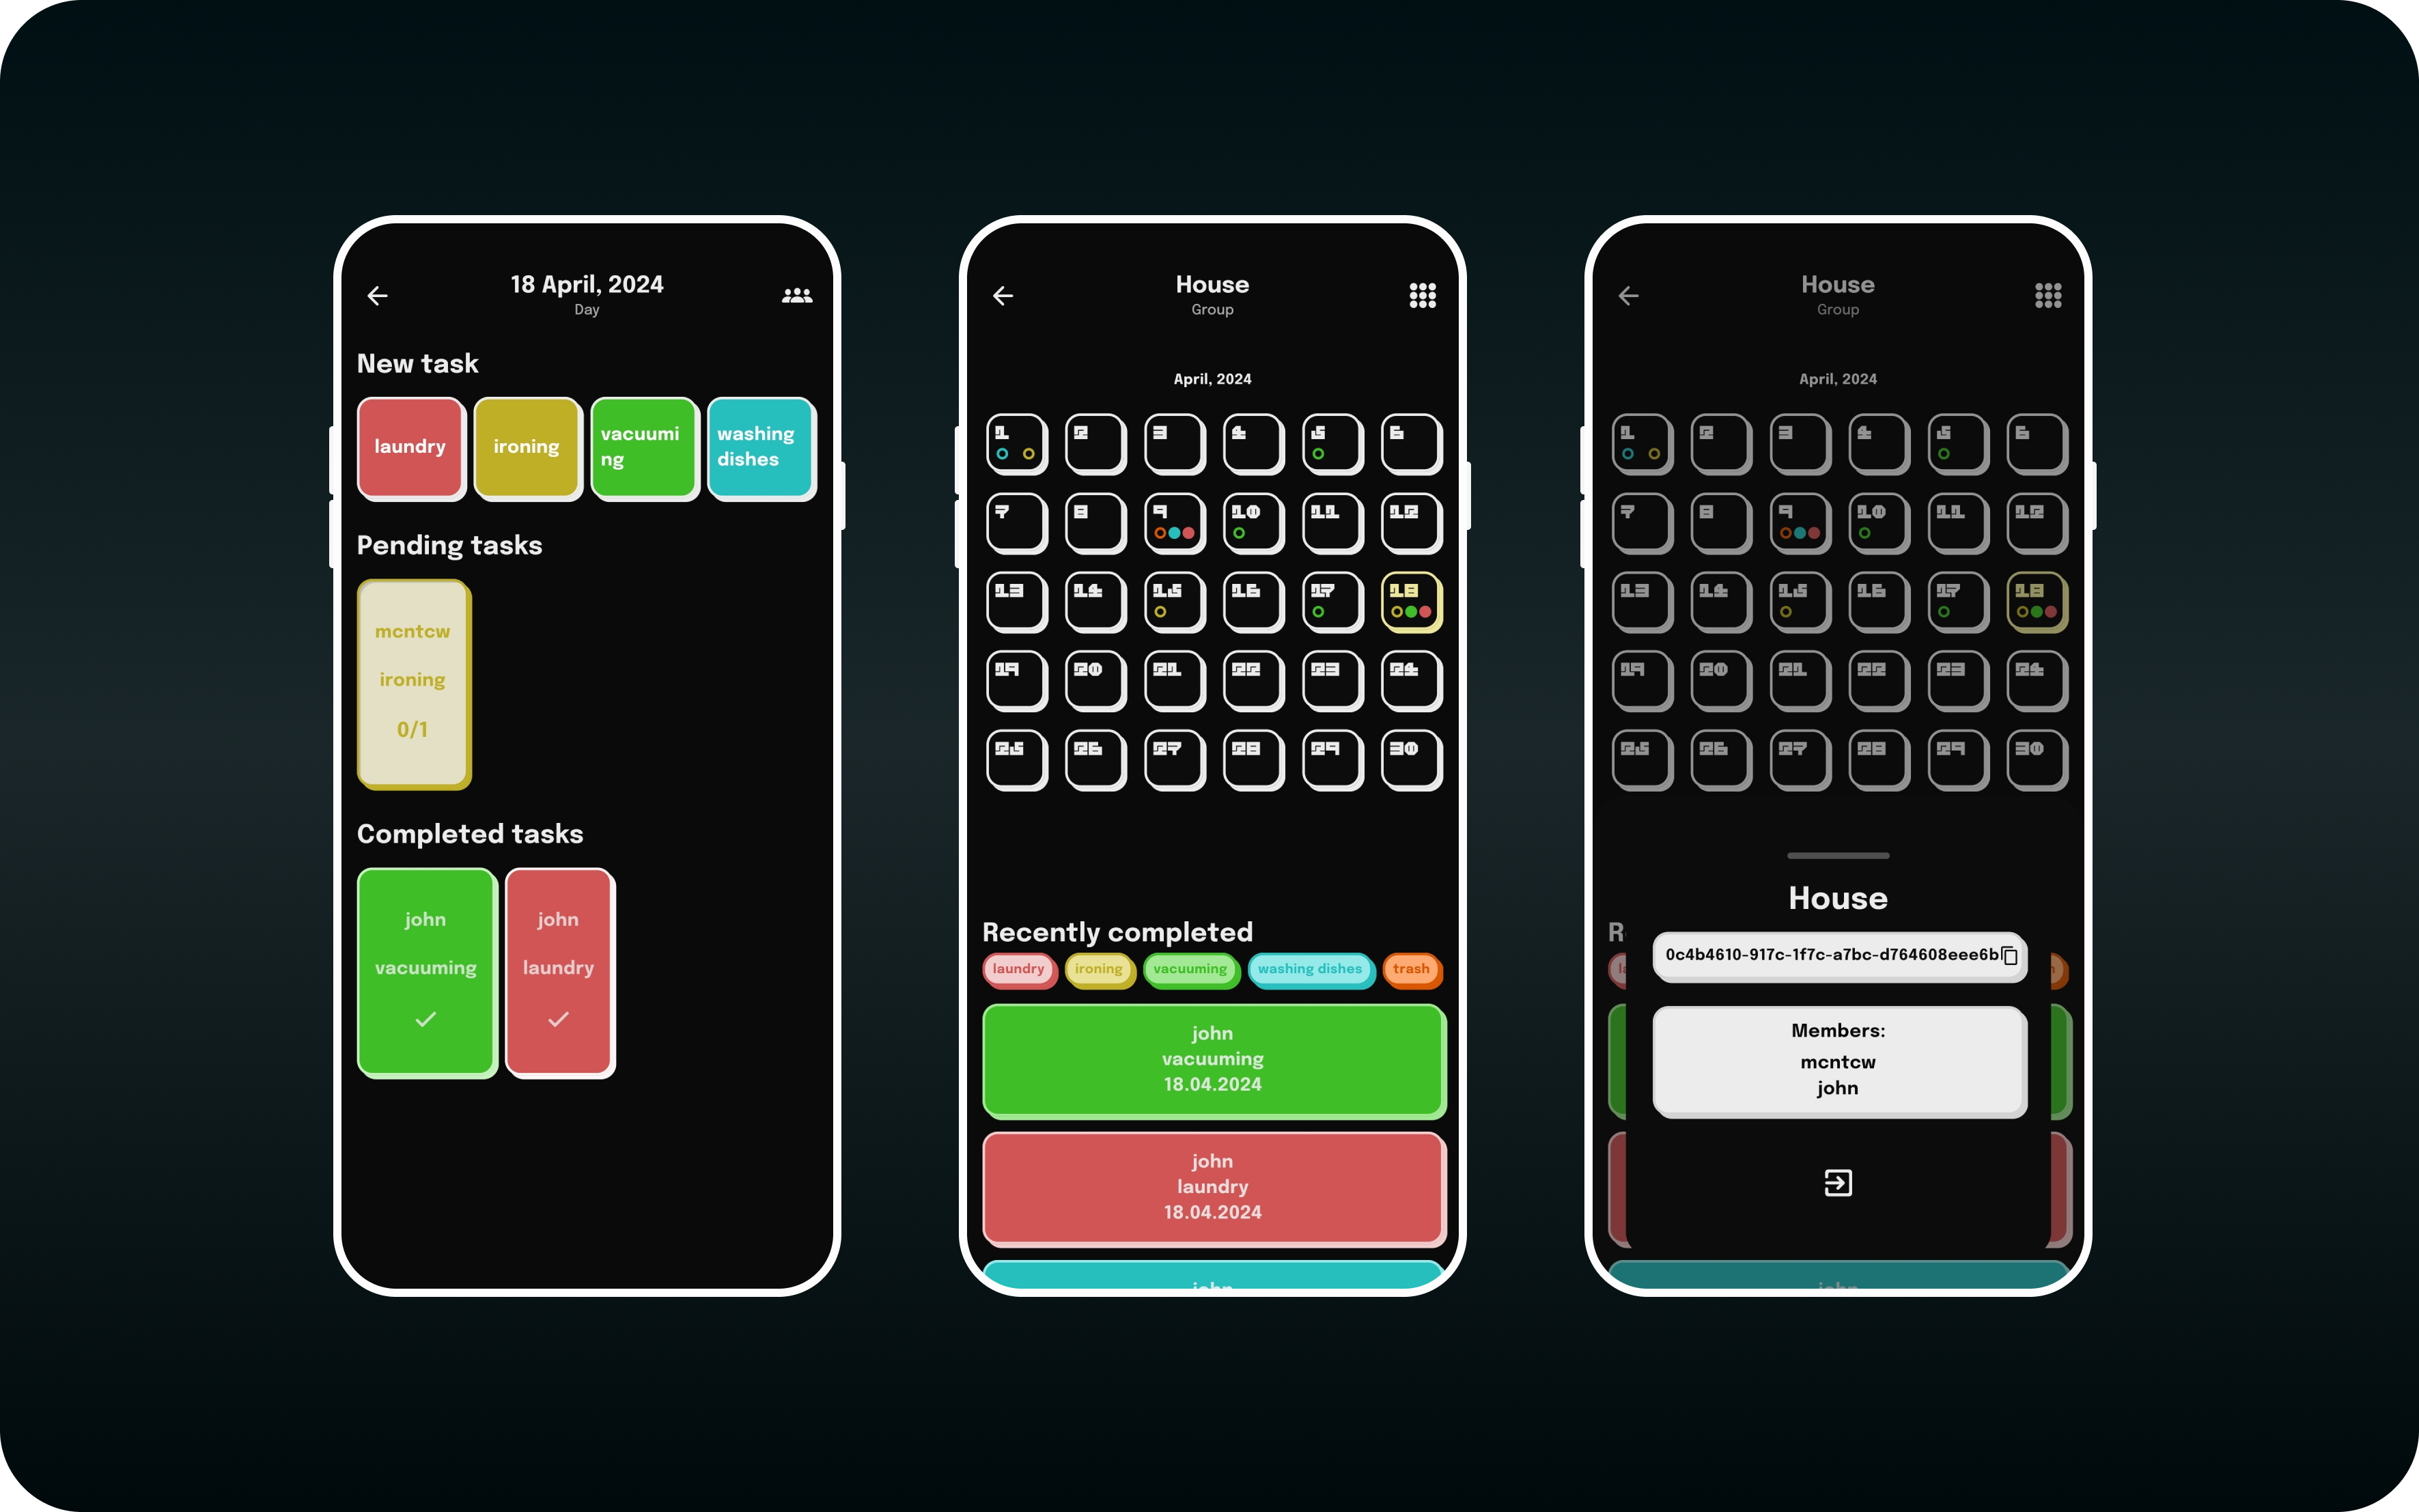 18 April, 2024
Day
New task
laundry
ironing
vacuumi
ng
washing
dishes
Pending tasks
mcntcw
ironing
0/1
Completed tasks
john
vacuuming
john
laundry
House
Group
April, 2024
1 2 3 4 5 6
7 8 9 10 11 12
13 14 15 16 17 18
19 20 21 22 23 24
25 26 27 28 29 30
Recently completed
laundry ironing vacuuming washing dishes trash
john
vacuuming
18.04.2024
john
laundry
18.04.2024
john
House
Group
April, 2024
1 2 3 4 5 6
7 8 9 10 11 12
13 14 15 16 17 18
19 20 21 22 23 24
25 26 27 28 29 30
House
0c4b4610-917c-1f7c-a7bc-d764608eee6b
Members:
mcntcw
john
john